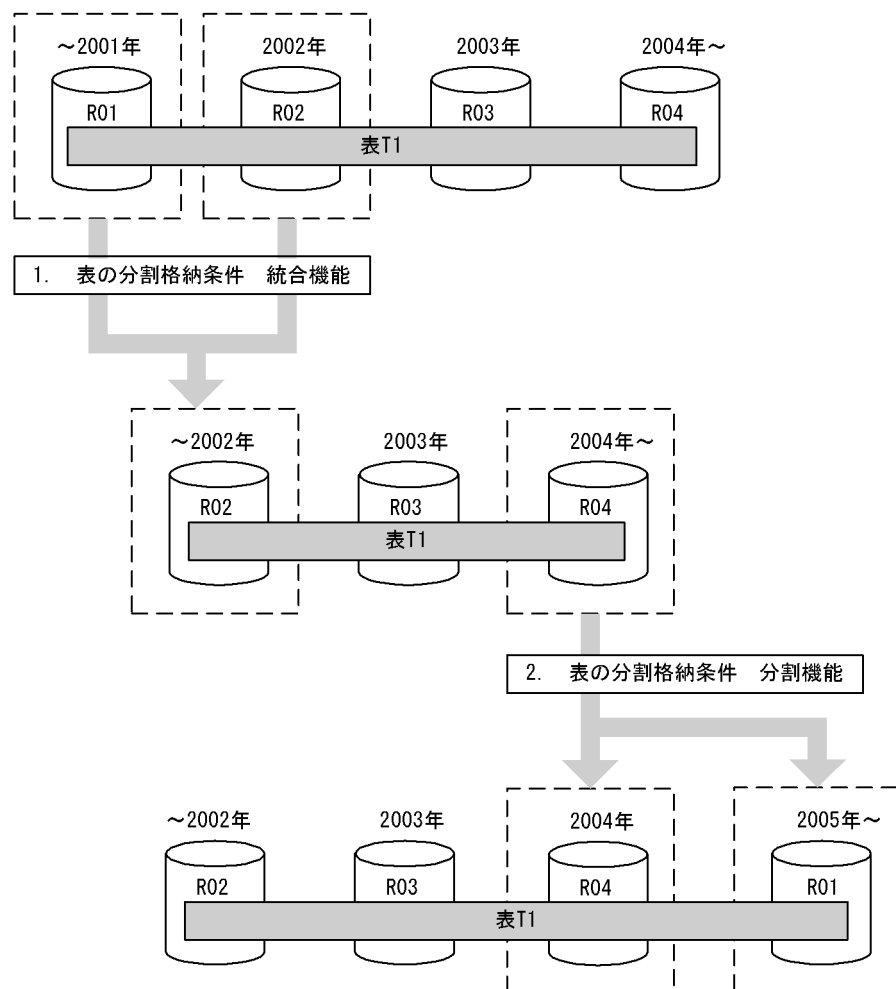 ～2001年 2002年 2003年 2004年～
R01 R02 R03 R04
表T1
1. 表の分割格納条件 統合機能
～2002年 2003年 2004年～
R02 R03 R04
表T1
2. 表の分割格納条件 分割機能
～2002年 2003年 2004年 2005年～
R02 R03 R04 R01
表T1